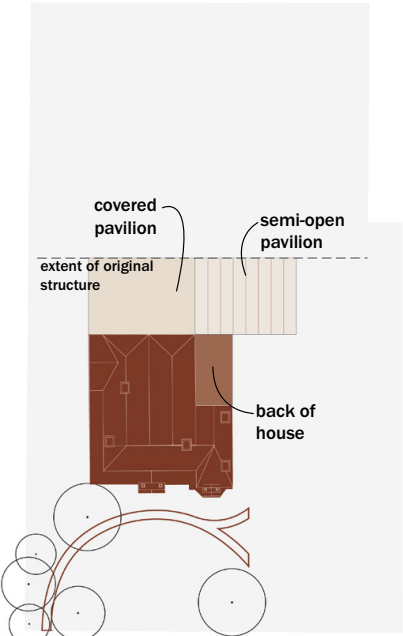 covered
pavilion
semi-open
pavilion
extent of original
structure
back of
house